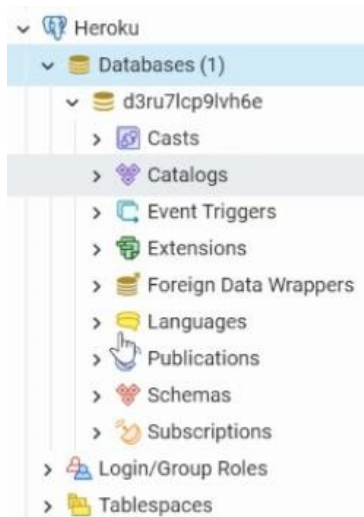 Heroku
Databases (1)
d3ru7lcp9lvh6e
Casts
Catalogs
Event Triggers
Extensions
Foreign Data Wrappers
Languages
Publications
Schemas
Subscriptions
Login/Group Roles
Tablespaces